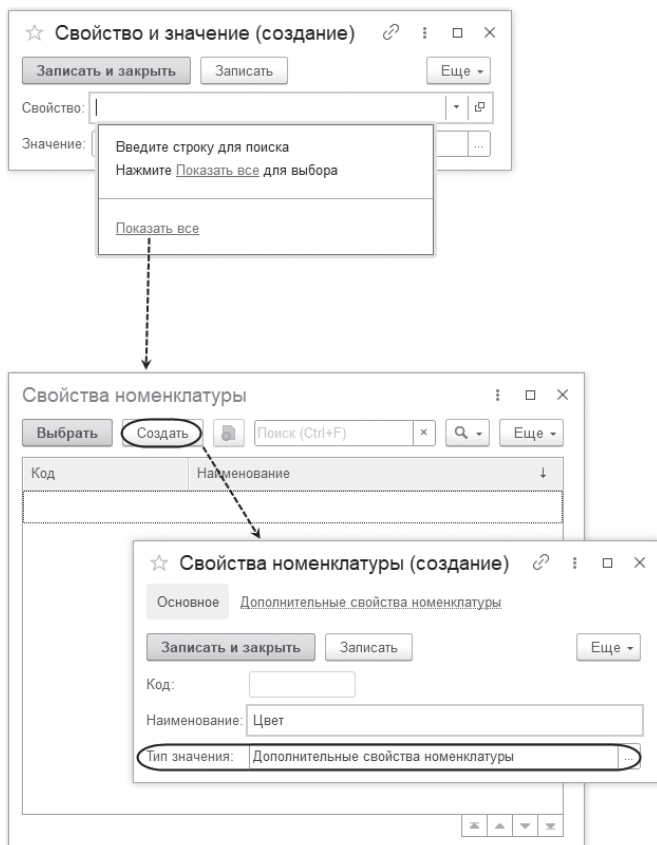 Свойство и значение (создание)
Записать и закрыть Записать Еще
Свойство:
Значение: ...
Введите строку для поиска
Нажмите Показать все для выбора
Показать все
Свойства номенклатуры
Выбрать Создать Поиск (Ctrl+F) × Еще
Код Наименование ↓
Свойства номенклатуры (создание)
Основное Дополнительные свойства номенклатуры
Записать и закрыть Записать Еще
Код:
Наименование: Цвет
Тип значения: Дополнительные свойства номенклатуры ...